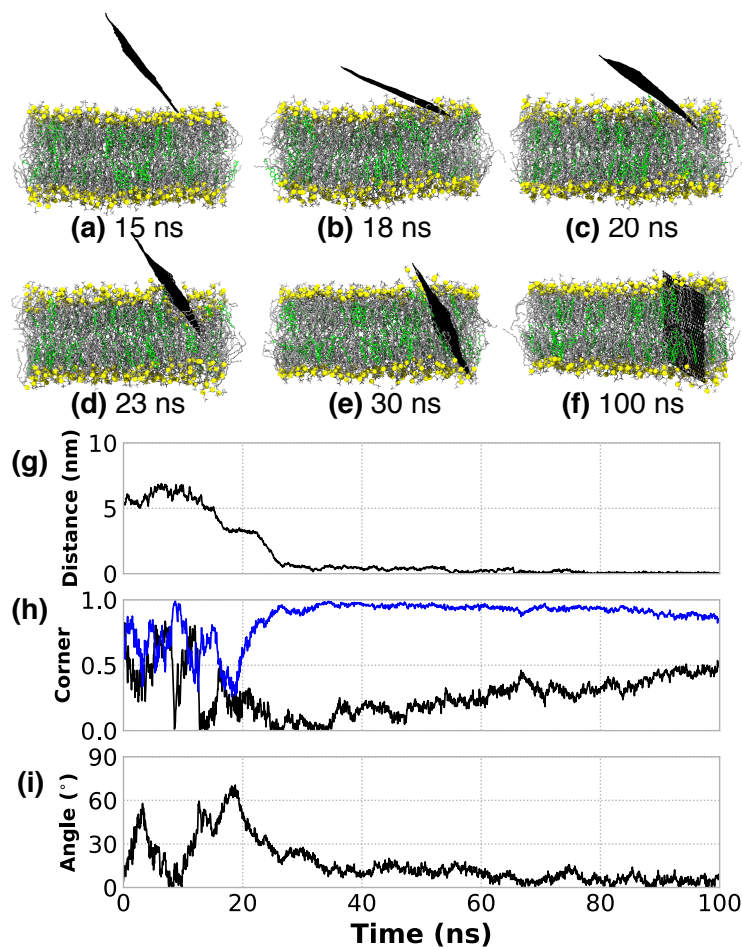 (a) 15 ns
(b) 18 ns
(c) 20 ns
(d) 23 ns
(e) 30 ns
(f) 100 ns
(g)
Distance (nm)
10
5
0
(h)
Corner
1.0
0.5
0.0
(i)
Angle (°)
90
60
30
0
0 20 40 60 80 100
Time (ns)